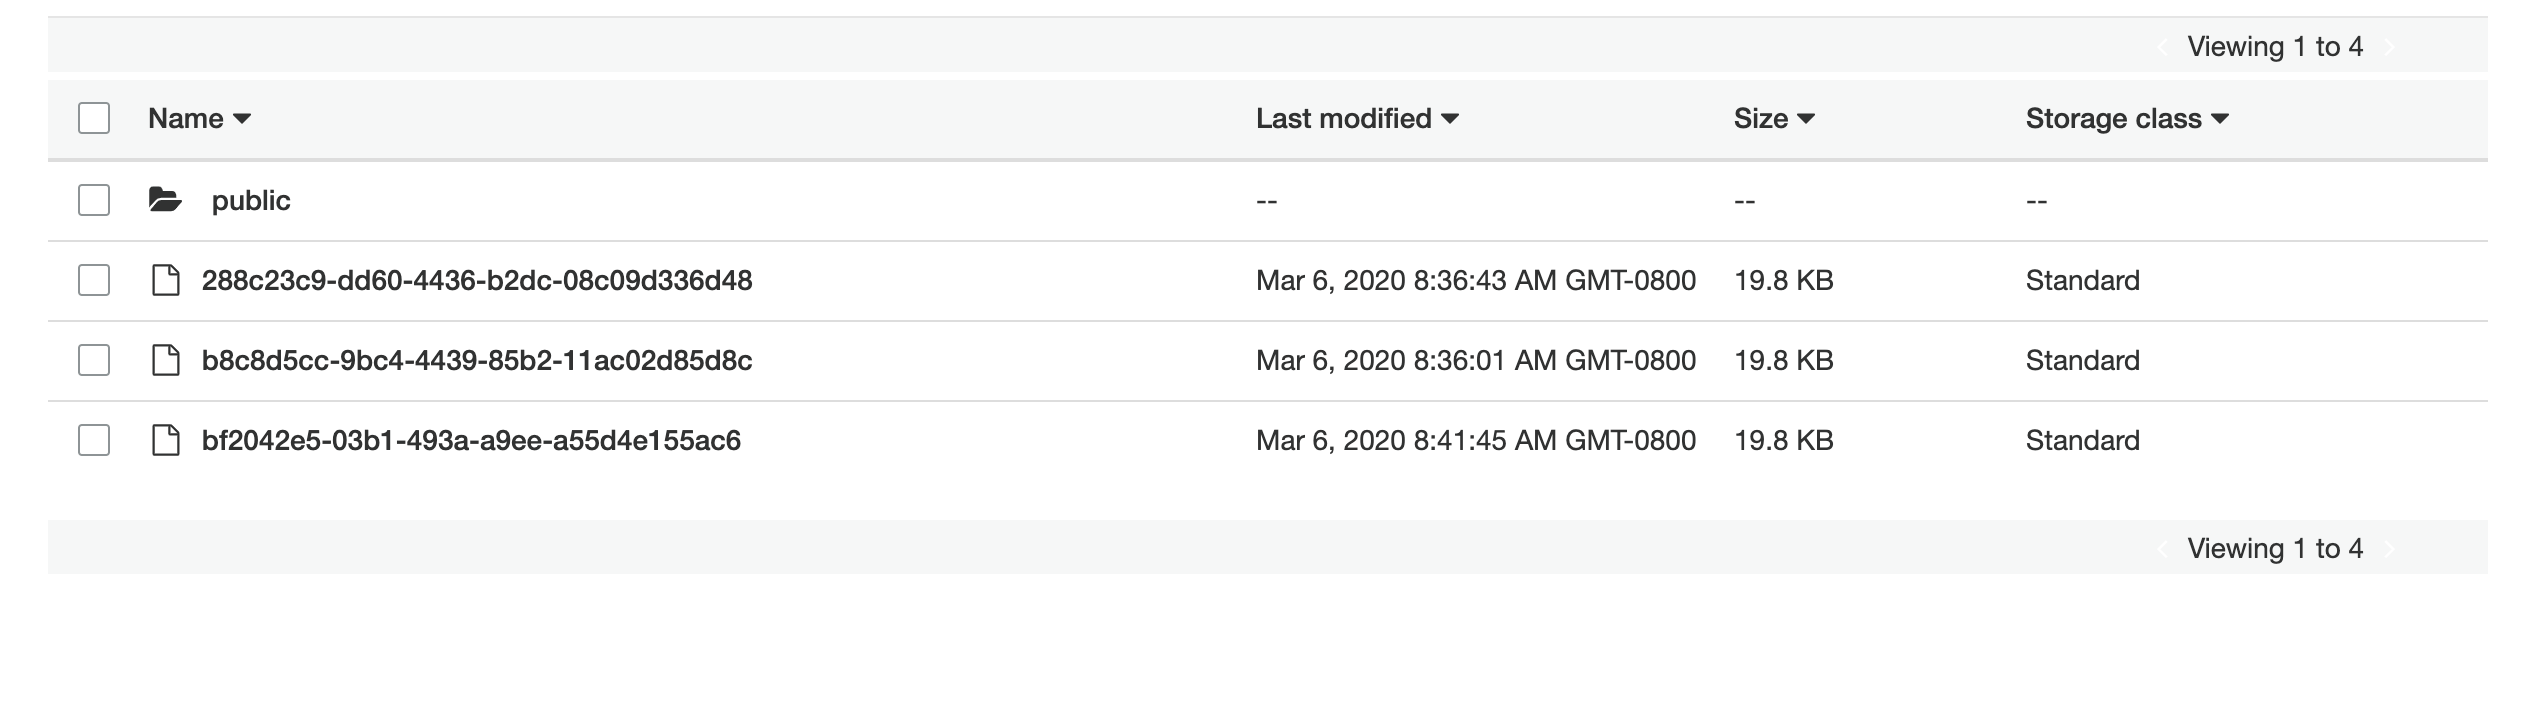 Viewing 1 to 4
Name Last modified Size Storage class
public -- -- --
288c23c9-dd60-4436-b2dc-08c09d336d48 Mar 6, 2020 8:36:43 AM GMT-0800 19.8 KB Standard
b8c8d5cc-9bc4-4439-85b2-11ac02d85d8c Mar 6, 2020 8:36:01 AM GMT-0800 19.8 KB Standard
bf2042e5-03b1-493a-a9ee-a55d4e155ac6 Mar 6, 2020 8:41:45 AM GMT-0800 19.8 KB Standard
Viewing 1 to 4